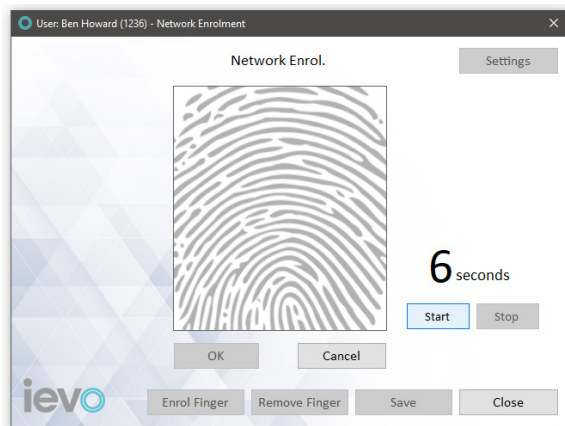 User: Ben Howard (1236) - Network Enrolment
Network Enrol.
Settings
6 seconds
Start
Stop
OK
Cancel
ievo
Enrol Finger
Remove Finger
Save
Close